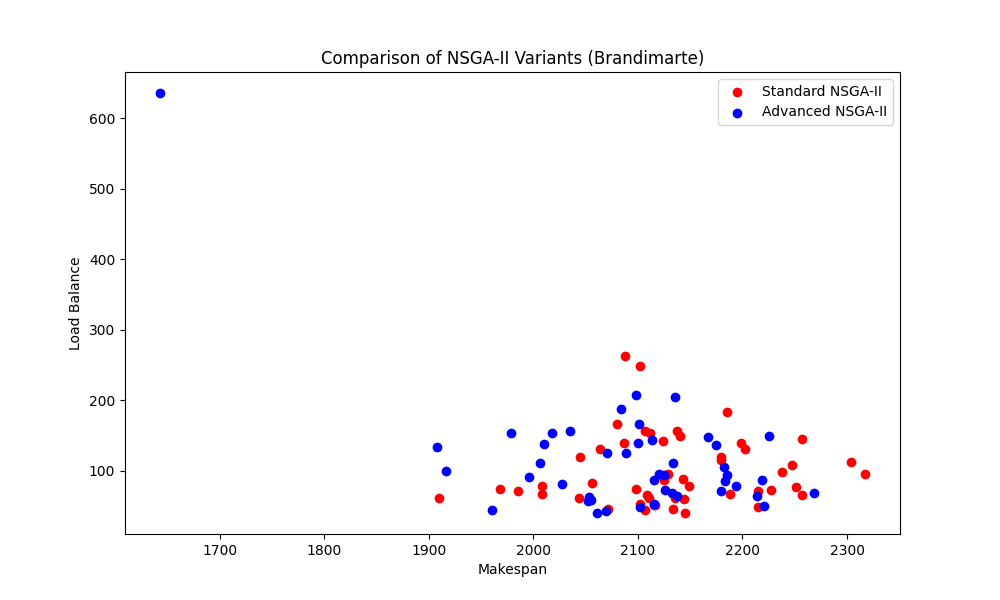 Comparison of NSGA-II Variants (Brandimarte)
Standard NSGA-II
Advanced NSGA-II
Load Balance
600
500
400
300
200
100
1700 1800 1900 2000 2100 2200 2300
Makespan